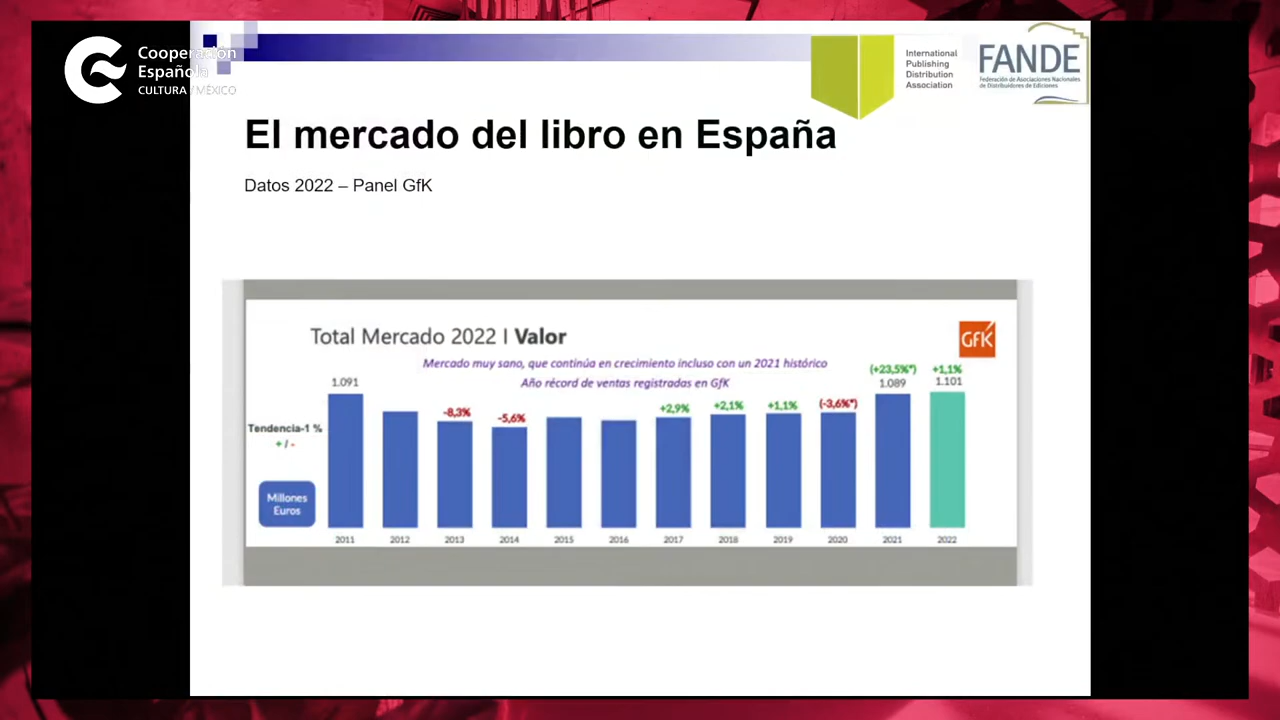 Cooperación
Española
CULTURA / MÉXICO
International
Publishing
Distribution
Association
FANDE
Federación de Asociaciones Nacionales
de Distribuidores de Ediciones
El mercado del libro en España
Datos 2022 – Panel GfK
Total Mercado 2022 I Valor
GfK
Mercado muy sano, que continúa en crecimiento incluso con un 2021 histórico
Año récord de ventas registradas en GfK
(+23,5%*) +1,1%
1.091 1.089 1.101
-8,3% -5,6% +2,9% +2,1% +1,1% (-3,6%*)
Tendencia-1 %
+ / -
Millones
Euros
2011 2012 2013 2014 2015 2016 2017 2018 2019 2020 2021 2022